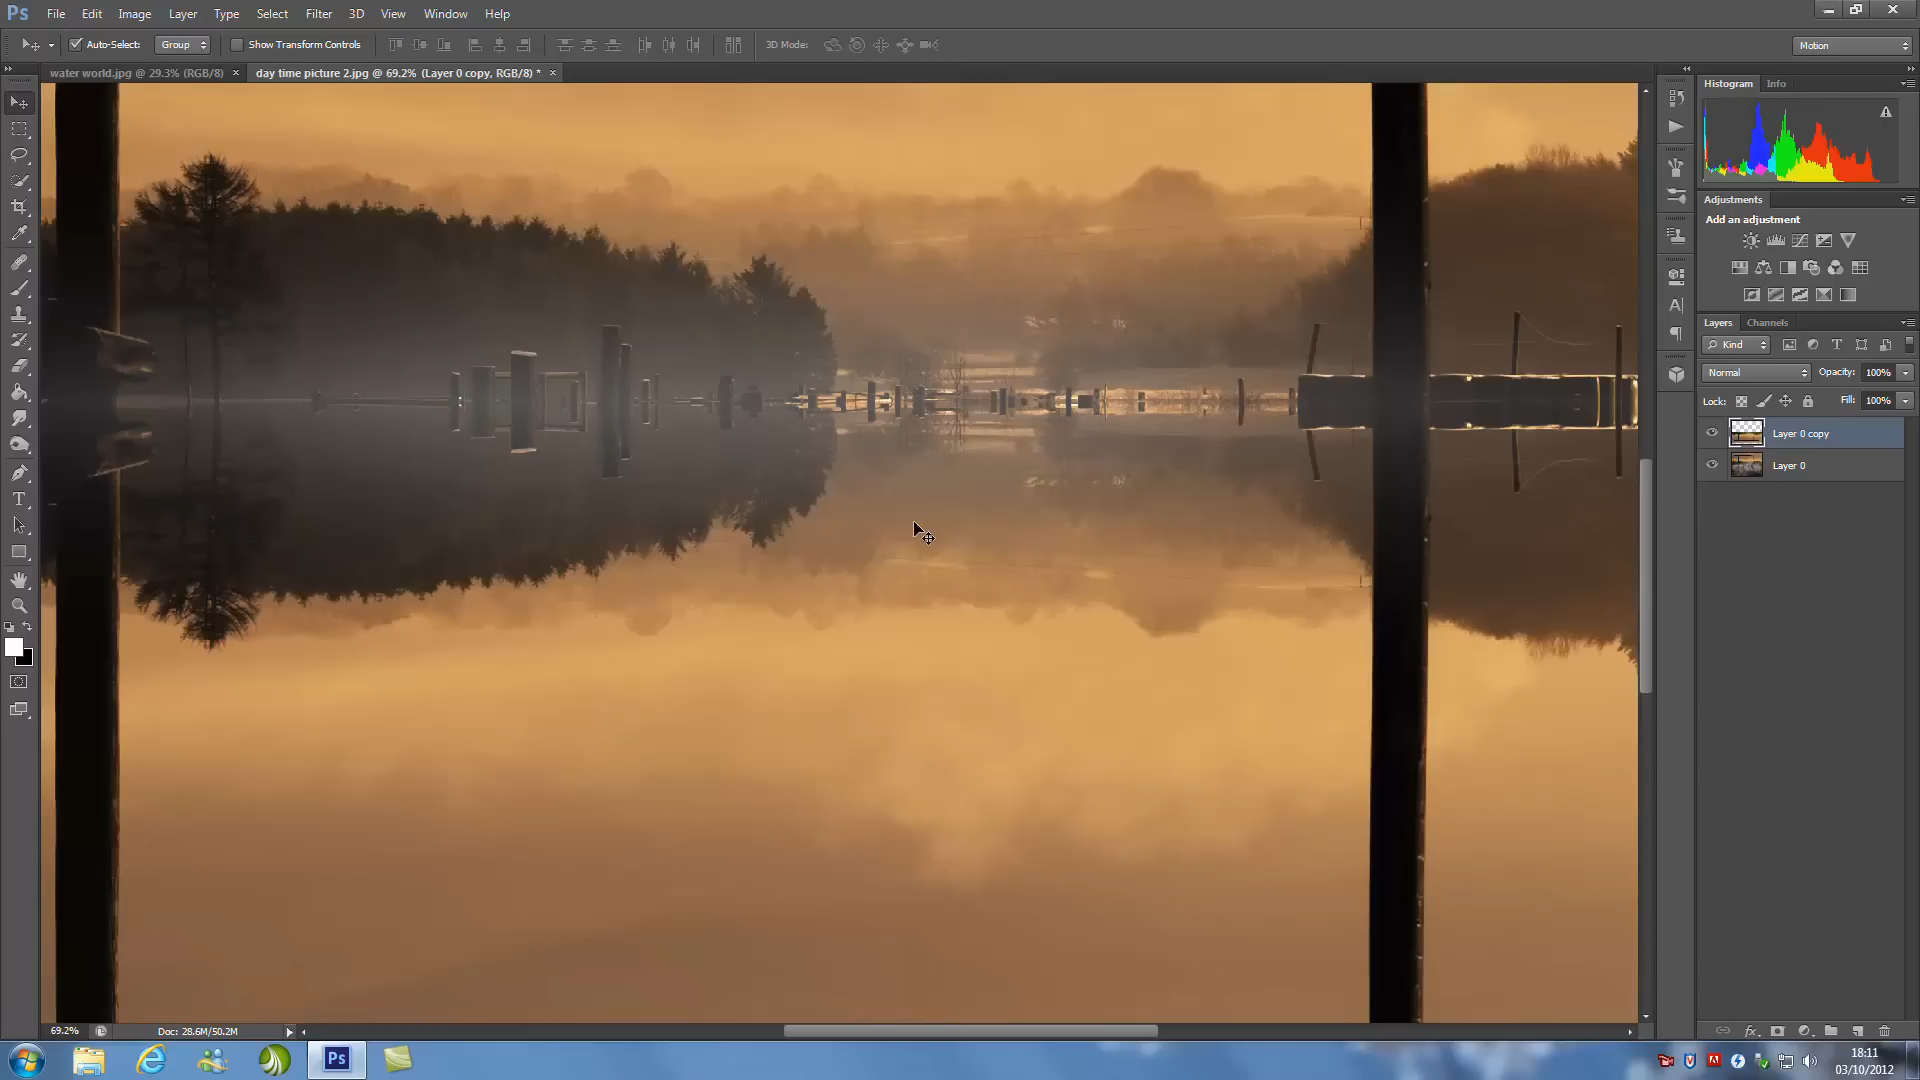 Ps File Edit Image Layer Type Select Filter 3D View Window Help
Auto-Select: Group Show Transform Controls 3D Mode: Motion
water world.jpg @ 29.3% (RGB/8) × day time picture 2.jpg @ 69.2% (Layer 0 copy, RGB/8) * ×
Histogram Info
Adjustments
Add an adjustment
Layers Channels
Kind
Normal Opacity: 100%
Lock: Fill: 100%
Layer 0 copy
Layer 0
69.2% Doc: 28.6M/50.2M
Ps
18:11
03/10/2012